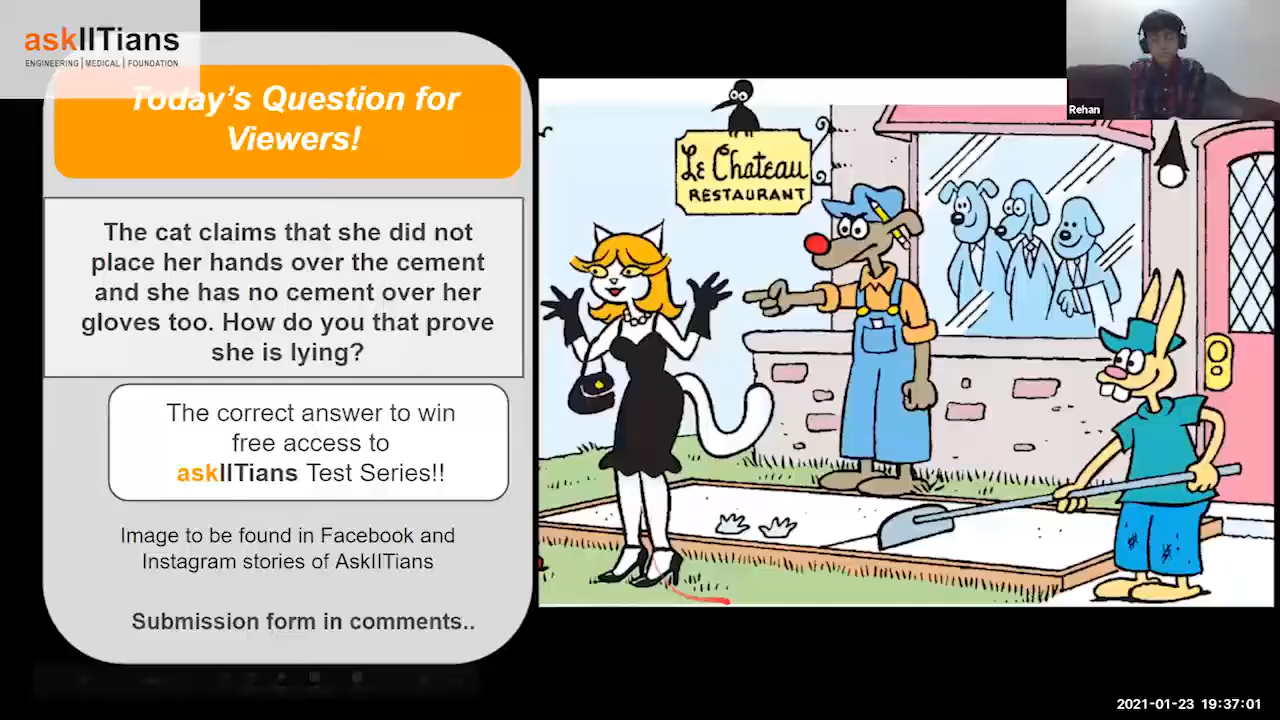 askIITians
ENGINEERING | MEDICAL | FOUNDATION
Today's Question for
Viewers!
The cat claims that she did not
place her hands over the cement
and she has no cement over her
gloves too. How do you that prove
she is lying?
The correct answer to win
free access to
askIITians Test Series!!
Image to be found in Facebook and
Instagram stories of AskIITians
Submission form in comments..
Le Chateau
RESTAURANT
Rehan
2021-01-23 19:37:01